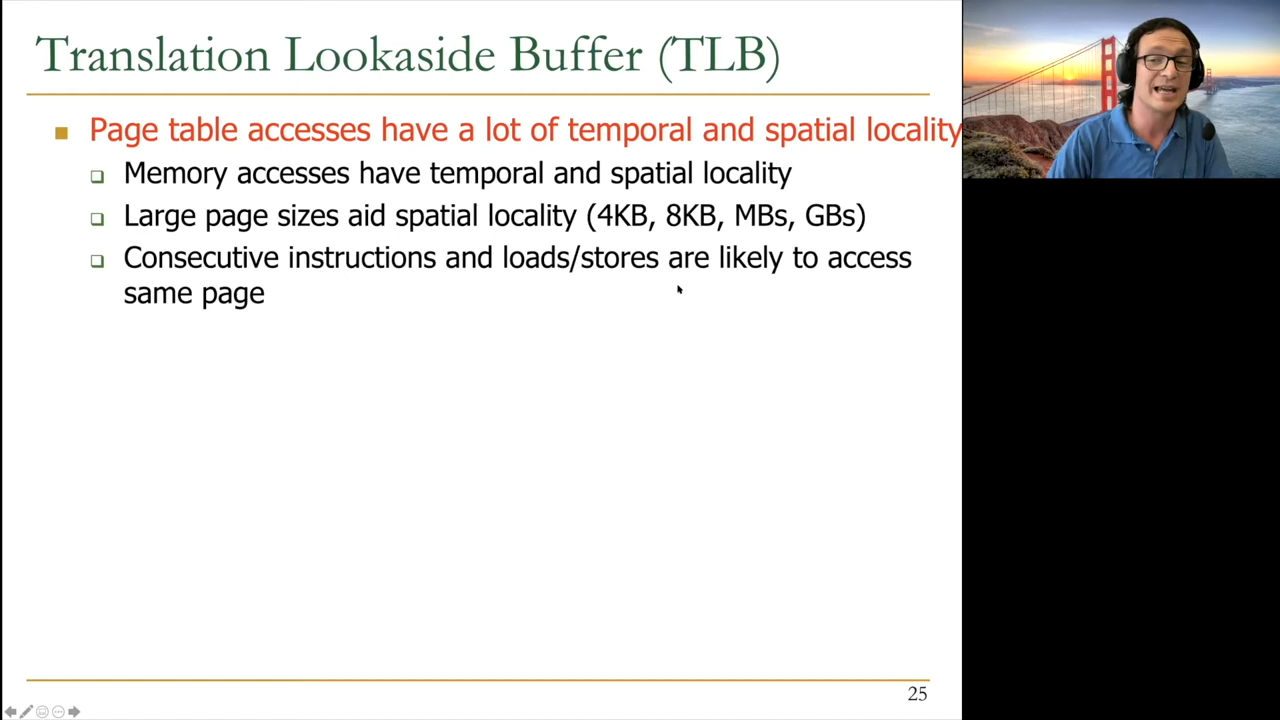 Translation Lookaside Buffer (TLB)
Page table accesses have a lot of temporal and spatial locality
Memory accesses have temporal and spatial locality
Large page sizes aid spatial locality (4KB, 8KB, MBs, GBs)
Consecutive instructions and loads/stores are likely to access
same page
25